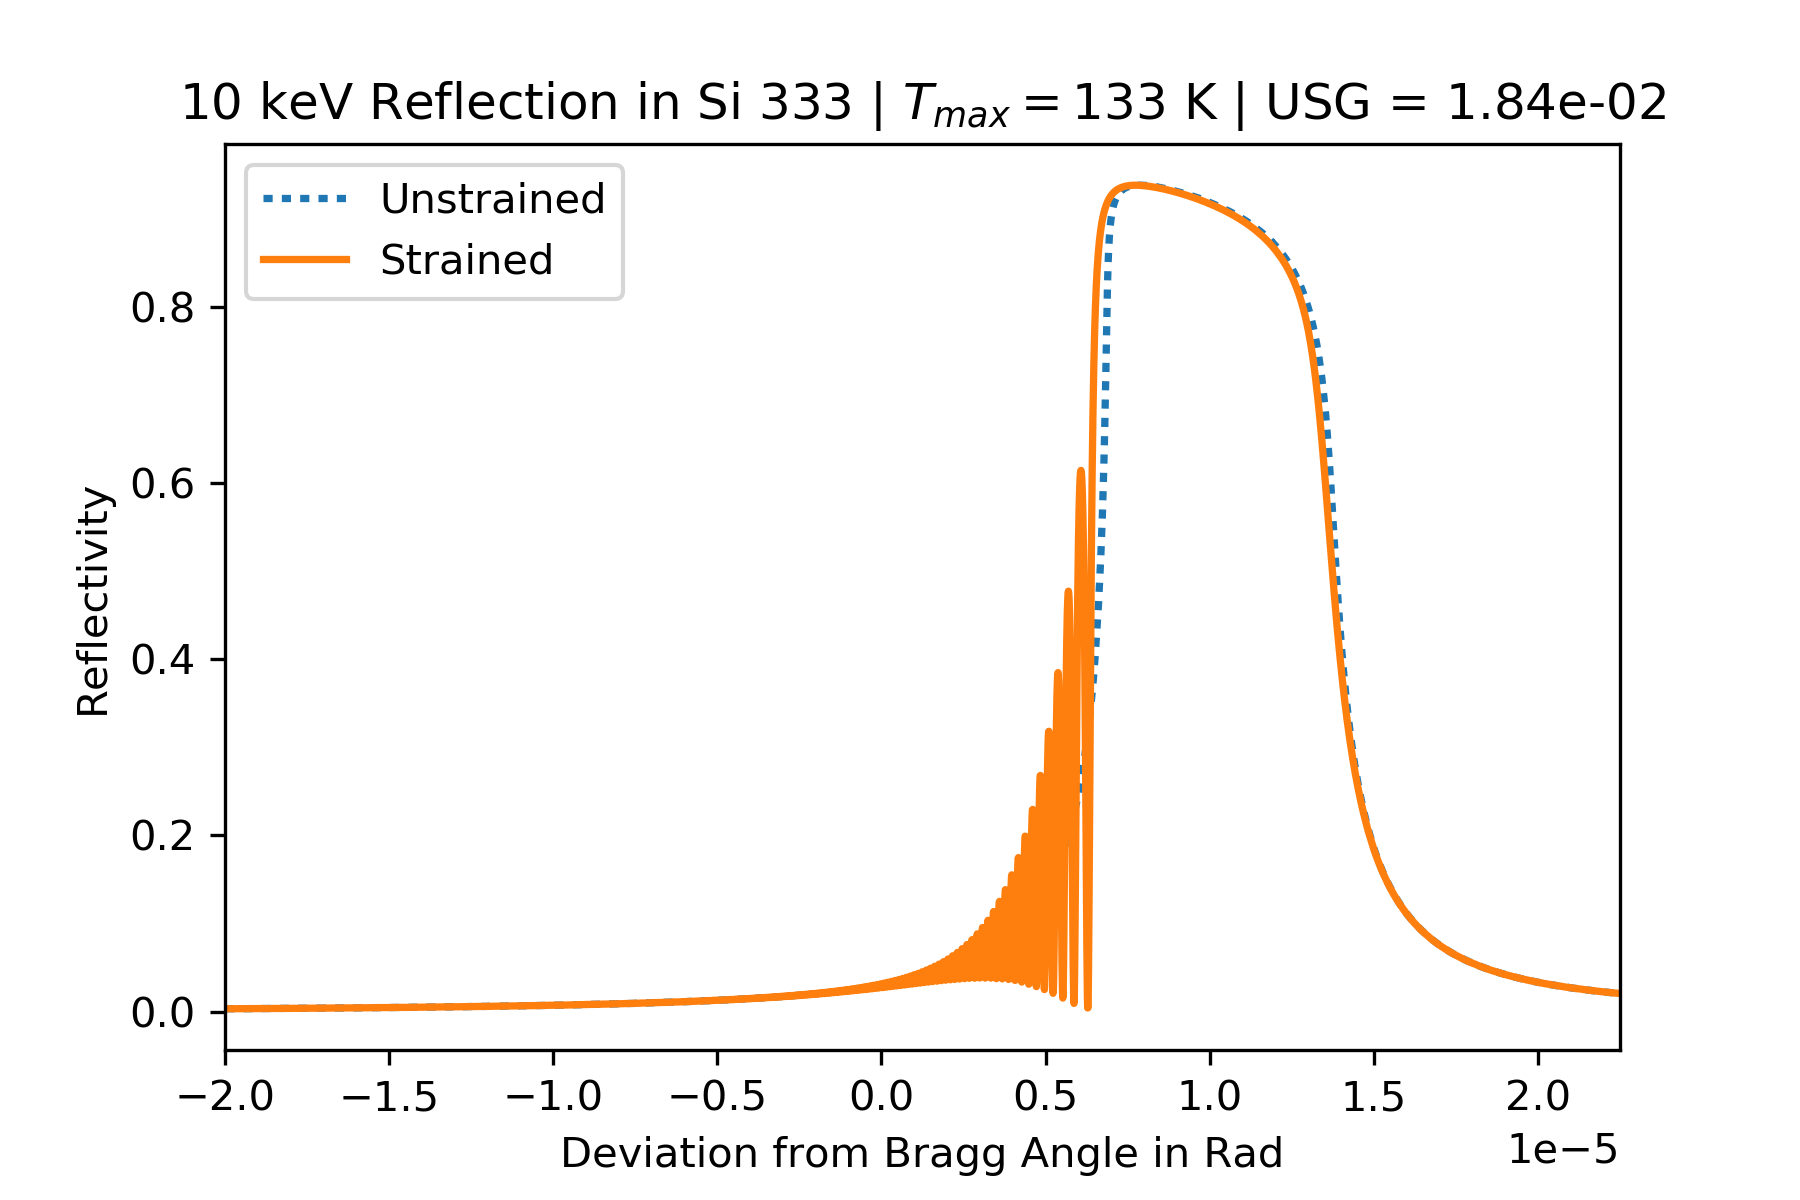 10 keV Reflection in Si 333 | Tmax = 133 K | USG = 1.84e-02
Unstrained
Strained
Reflectivity
0.8
0.6
0.4
0.2
0.0
−2.0 −1.5 −1.0 −0.5 0.0 0.5 1.0 1.5 2.0
Deviation from Bragg Angle in Rad
1e−5